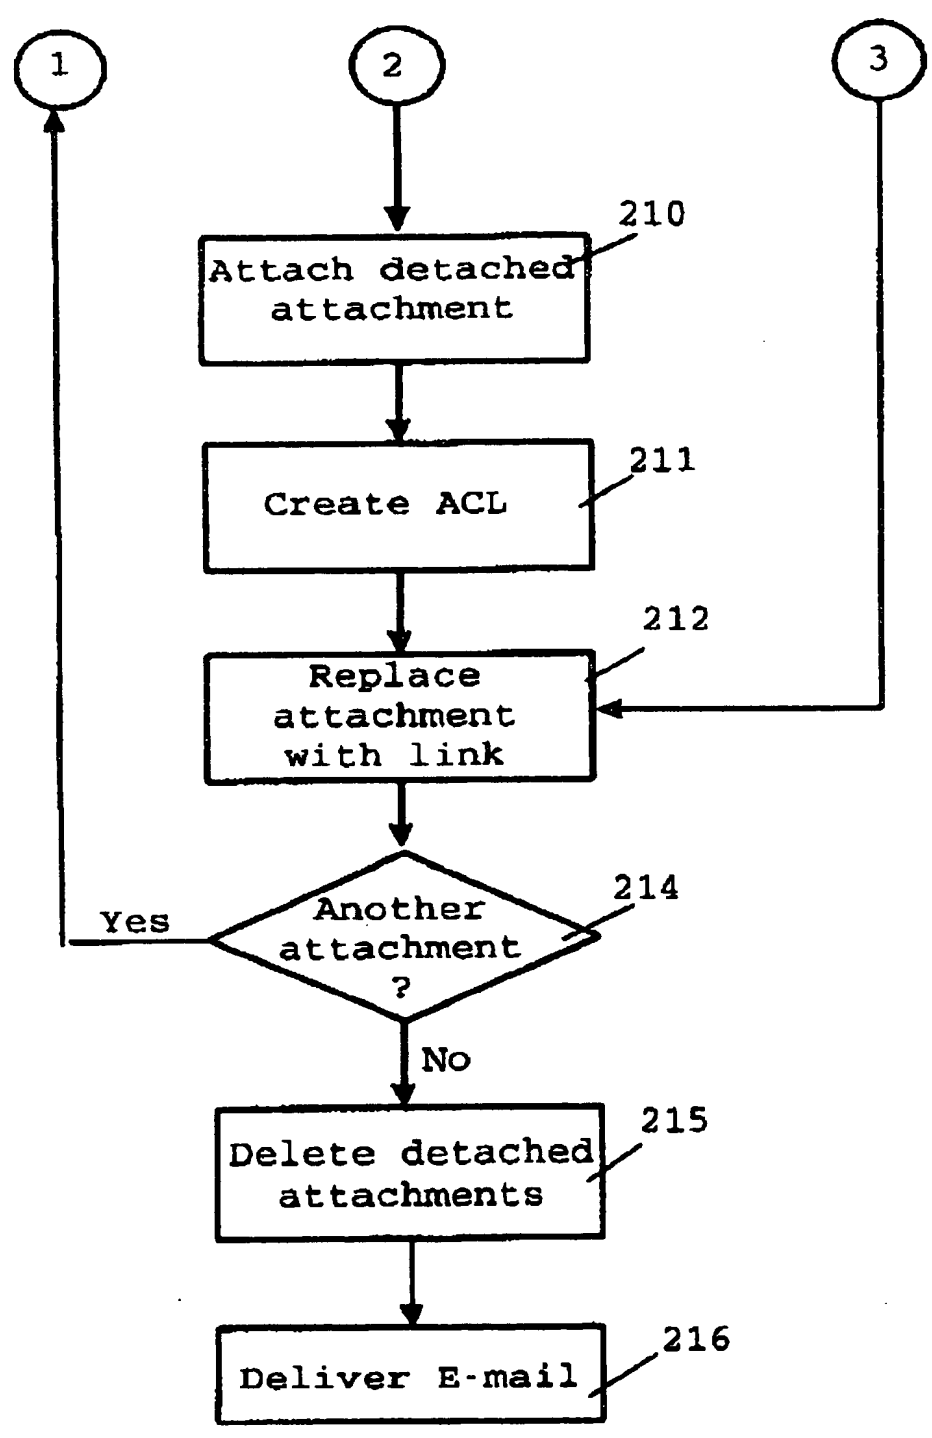 1
2
3
210
Attach detached
attachment
211
Create ACL
212
Replace
attachment
with link
214
Another
attachment
?
Yes
No
215
Delete detached
attachments
216
Deliver E-mail